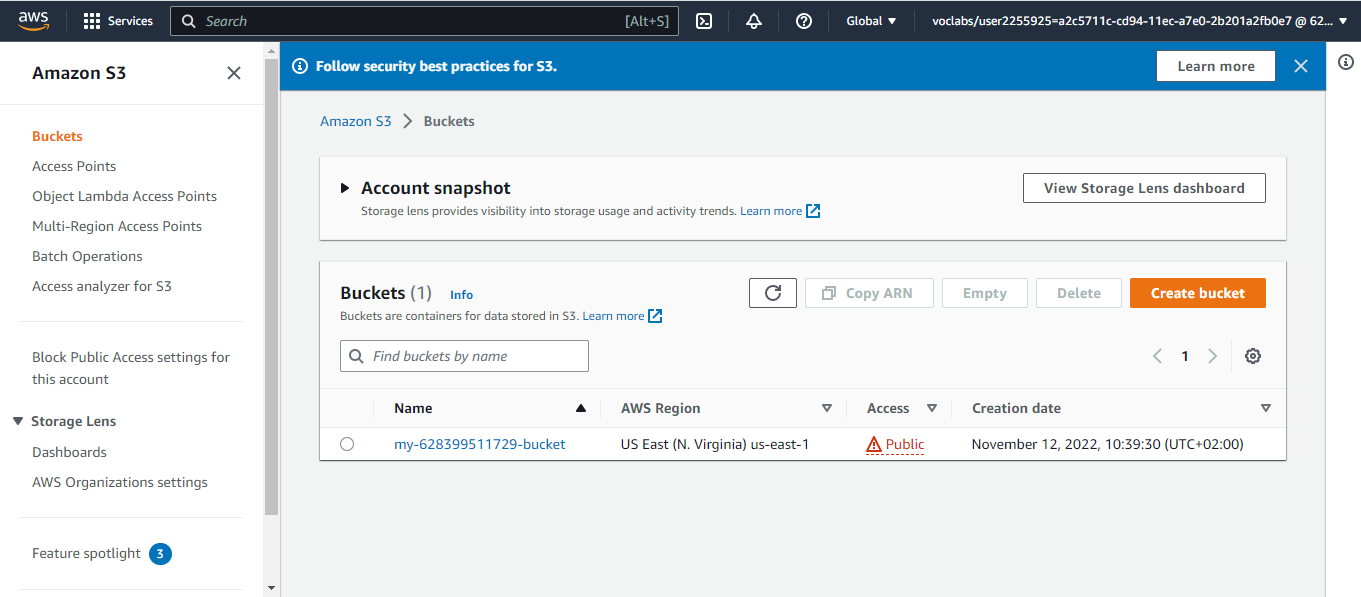 aws Services Search [Alt+S] Global voclabs/user2255925=a2c5711c-cd94-11ec-a7e0-2b201a2fb0e7 @ 62...
Amazon S3
Follow security best practices for S3. Learn more
Buckets
Access Points
Object Lambda Access Points
Multi-Region Access Points
Batch Operations
Access analyzer for S3
Block Public Access settings for
this account
Storage Lens
Dashboards
AWS Organizations settings
Feature spotlight 3
Amazon S3 Buckets
Account snapshot
View Storage Lens dashboard
Storage lens provides visibility into storage usage and activity trends. Learn more
Buckets (1) Info
Copy ARN Empty Delete Create bucket
Buckets are containers for data stored in S3. Learn more
Find buckets by name
1
Name AWS Region Access Creation date
my-628399511729-bucket US East (N. Virginia) us-east-1 Public November 12, 2022, 10:39:30 (UTC+02:00)